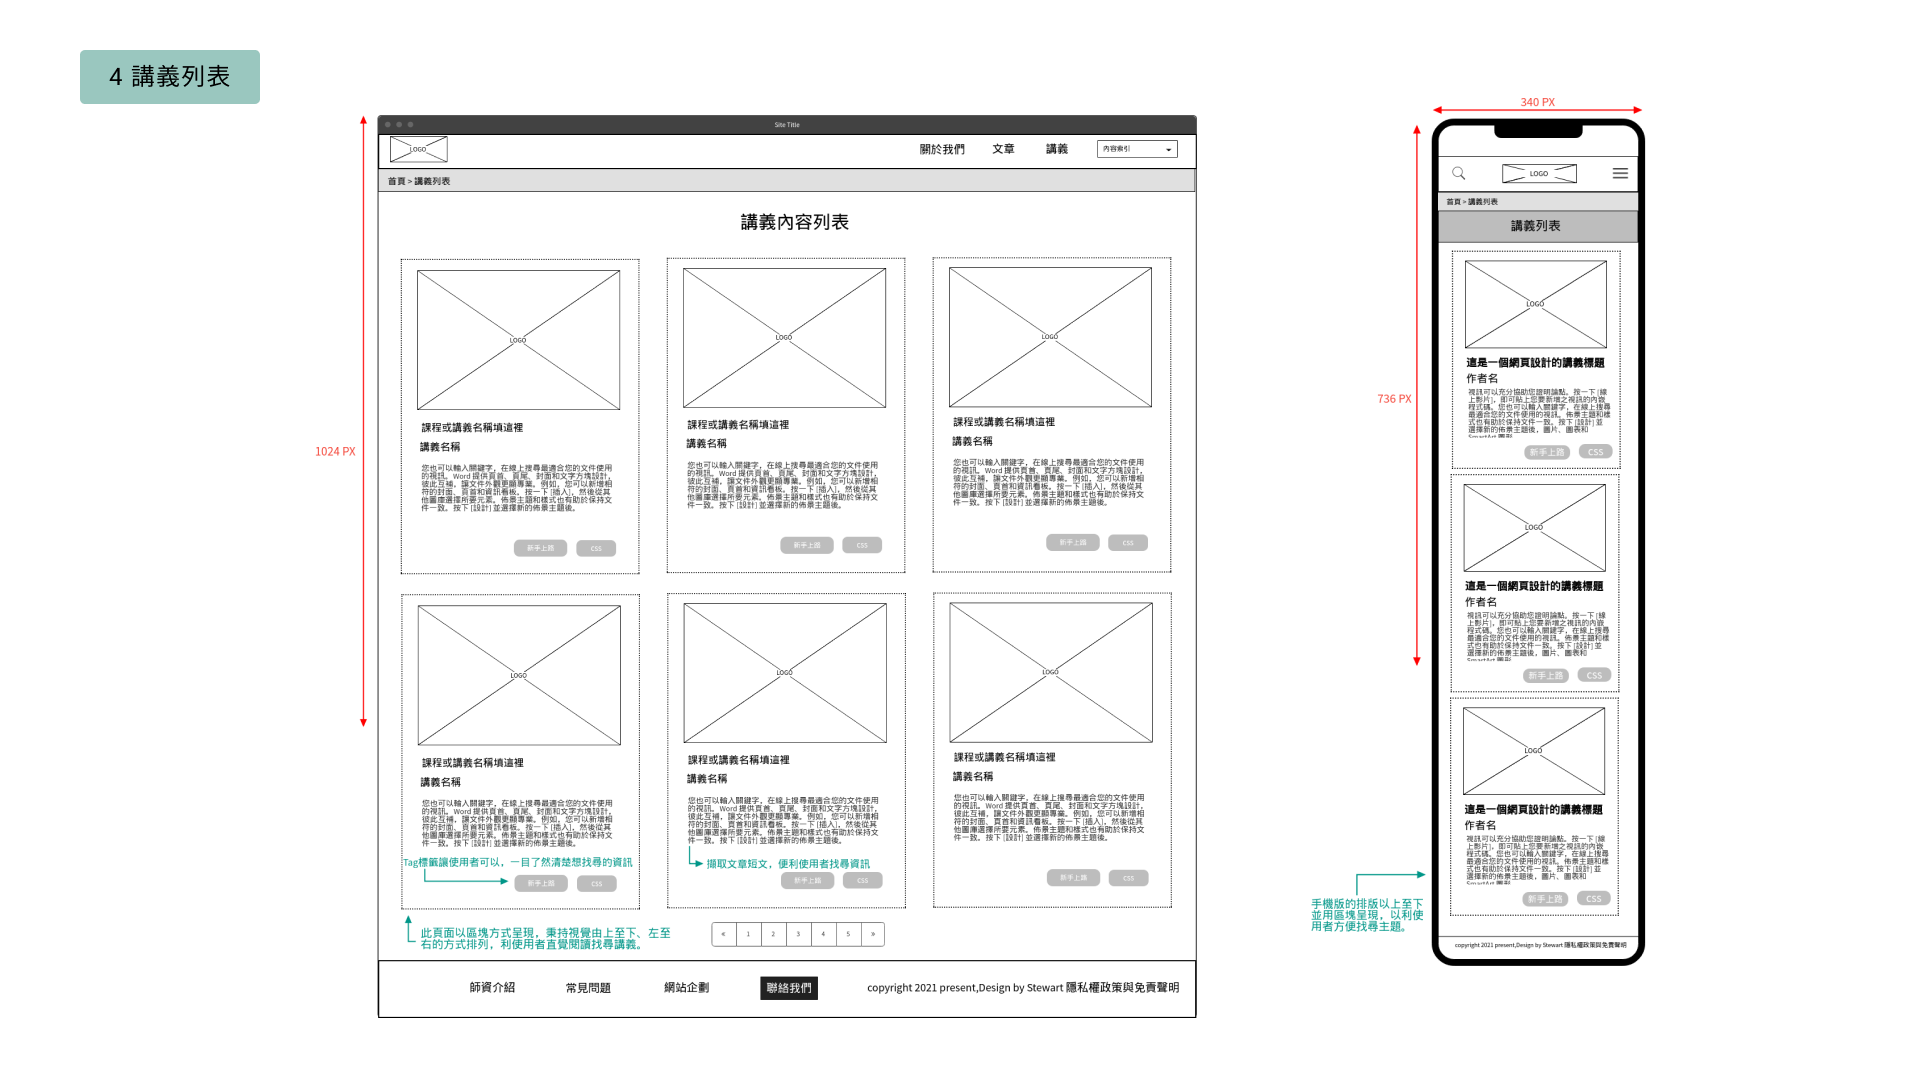 4 講義列表
1024 PX
Site Title
LOGO
關於我們
文章
講義
內容索引
首頁 > 講義列表
講義內容列表
LOGO
課程或講義名稱填這裡
講義名稱
您也可以輸入關鍵字，在線上搜尋最適合您的文件使用
的視訊。Word 提供頁首、頁尾、封面和文字方塊設計，
彼此互補，讓文件外觀更顯專業。例如，您可以新增相
符的封面、頁首和資訊看板。按一下 [插入]，然後從其
他圖庫選擇所要元素。佈景主題和樣式也有助於保持文
件一致。按下 [設計] 並選擇新的佈景主題後。
新手上路
CSS
LOGO
課程或講義名稱填這裡
講義名稱
您也可以輸入關鍵字，在線上搜尋最適合您的文件使用
的視訊。Word 提供頁首、頁尾、封面和文字方塊設計，
彼此互補，讓文件外觀更顯專業。例如，您可以新增相
符的封面、頁首和資訊看板。按一下 [插入]，然後從其
他圖庫選擇所要元素。佈景主題和樣式也有助於保持文
件一致。按下 [設計] 並選擇新的佈景主題後。
新手上路
CSS
LOGO
課程或講義名稱填這裡
講義名稱
您也可以輸入關鍵字，在線上搜尋最適合您的文件使用
的視訊。Word 提供頁首、頁尾、封面和文字方塊設計，
彼此互補，讓文件外觀更顯專業。例如，您可以新增相
符的封面、頁首和資訊看板。按一下 [插入]，然後從其
他圖庫選擇所要元素。佈景主題和樣式也有助於保持文
件一致。按下 [設計] 並選擇新的佈景主題後。
新手上路
CSS
LOGO
課程或講義名稱填這裡
講義名稱
您也可以輸入關鍵字，在線上搜尋最適合您的文件使用
的視訊。Word 提供頁首、頁尾、封面和文字方塊設計，
彼此互補，讓文件外觀更顯專業。例如，您可以新增相
符的封面、頁首和資訊看板。按一下 [插入]，然後從其
他圖庫選擇所要元素。佈景主題和樣式也有助於保持文
件一致。按下 [設計] 並選擇新的佈景主題後。
Tag標籤讓使用者可以，一目了然清楚想找尋的資訊
新手上路
CSS
LOGO
課程或講義名稱填這裡
講義名稱
您也可以輸入關鍵字，在線上搜尋最適合您的文件使用
的視訊。Word 提供頁首、頁尾、封面和文字方塊設計，
彼此互補，讓文件外觀更顯專業。例如，您可以新增相
符的封面、頁首和資訊看板。按一下 [插入]，然後從其
他圖庫選擇所要元素。佈景主題和樣式也有助於保持文
件一致。按下 [設計] 並選擇新的佈景主題後。
擷取文章短文，便利使用者找尋資訊
新手上路
CSS
LOGO
課程或講義名稱填這裡
講義名稱
您也可以輸入關鍵字，在線上搜尋最適合您的文件使用
的視訊。Word 提供頁首、頁尾、封面和文字方塊設計，
彼此互補，讓文件外觀更顯專業。例如，您可以新增相
符的封面、頁首和資訊看板。按一下 [插入]，然後從其
他圖庫選擇所要元素。佈景主題和樣式也有助於保持文
件一致。按下 [設計] 並選擇新的佈景主題後。
新手上路
CSS
此頁面以區塊方式呈現，秉持視覺由上至下、左至
右的方式排列，利使用者直覺閱讀找尋講義。
« 1 2 3 4 5 »
師資介紹
常見問題
網站企劃
聯絡我們
copyright 2021 present,Design by Stewart 隱私權政策與免責聲明
340 PX
736 PX
LOGO
首頁 > 講義列表
講義列表
LOGO
這是一個網頁設計的講義標題
作者名
視訊可以充分協助您證明論點。按一下 [線
上影片]，即可貼上您要新增之視訊的內嵌
程式碼。您也可以輸入關鍵字，在線上搜尋
最適合您的文件使用的視訊。佈景主題和樣
式也有助於保持文件一致。按下 [設計] 並
選擇新的佈景主題後，圖片、圖表和
SmartArt 圖形
新手上路
CSS
LOGO
這是一個網頁設計的講義標題
作者名
視訊可以充分協助您證明論點。按一下 [線
上影片]，即可貼上您要新增之視訊的內嵌
程式碼。您也可以輸入關鍵字，在線上搜尋
最適合您的文件使用的視訊。佈景主題和樣
式也有助於保持文件一致。按下 [設計] 並
選擇新的佈景主題後，圖片、圖表和
SmartArt 圖形
新手上路
CSS
LOGO
這是一個網頁設計的講義標題
作者名
視訊可以充分協助您證明論點。按一下 [線
上影片]，即可貼上您要新增之視訊的內嵌
程式碼。您也可以輸入關鍵字，在線上搜尋
最適合您的文件使用的視訊。佈景主題和樣
式也有助於保持文件一致。按下 [設計] 並
選擇新的佈景主題後，圖片、圖表和
SmartArt 圖形
新手上路
CSS
手機版的排版以上至下
並用區塊呈現，以利使
用者方便找尋主題。
copyright 2021 present,Design by Stewart 隱私權政策與免責聲明